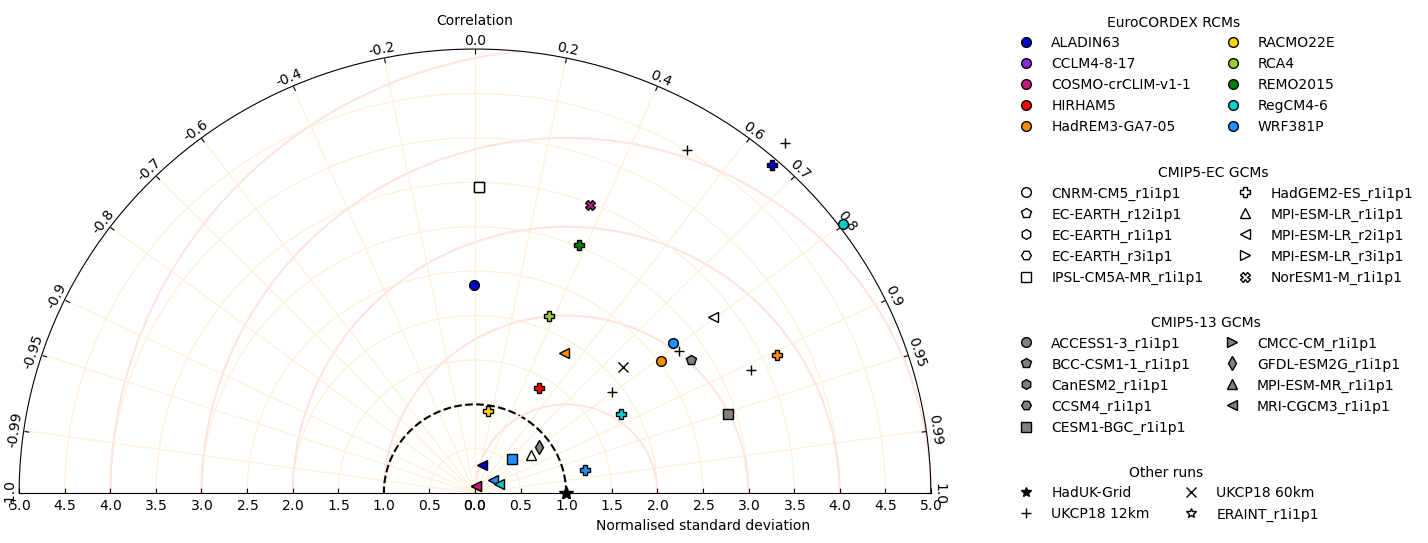 Correlation
-0.2 0.0 0.2
-0.4 0.4
-0.6 0.6
-0.7 0.7
-0.8 0.8
-0.9 0.9
-0.95 0.95
-0.99 0.99
-1.0 1.0
5.0 4.5 4.0 3.5 3.0 2.5 2.0 1.5 1.0 0.5 0.0 0.5 1.0 1.5 2.0 2.5 3.0 3.5 4.0 4.5 5.0
Normalised standard deviation
EuroCORDEX RCMs
ALADIN63 RACMO22E
CCLM4-8-17 RCA4
COSMO-crCLIM-v1-1 REMO2015
HIRHAM5 RegCM4-6
HadREM3-GA7-05 WRF381P
CMIP5-EC GCMs
CNRM-CM5_r1i1p1 HadGEM2-ES_r1i1p1
EC-EARTH_r12i1p1 MPI-ESM-LR_r1i1p1
EC-EARTH_r1i1p1 MPI-ESM-LR_r2i1p1
EC-EARTH_r3i1p1 MPI-ESM-LR_r3i1p1
IPSL-CM5A-MR_r1i1p1 NorESM1-M_r1i1p1
CMIP5-13 GCMs
ACCESS1-3_r1i1p1 CMCC-CM_r1i1p1
BCC-CSM1-1_r1i1p1 GFDL-ESM2G_r1i1p1
CanESM2_r1i1p1 MPI-ESM-MR_r1i1p1
CCSM4_r1i1p1 MRI-CGCM3_r1i1p1
CESM1-BGC_r1i1p1
Other runs
HadUK-Grid UKCP18 60km
UKCP18 12km ERAINT_r1i1p1